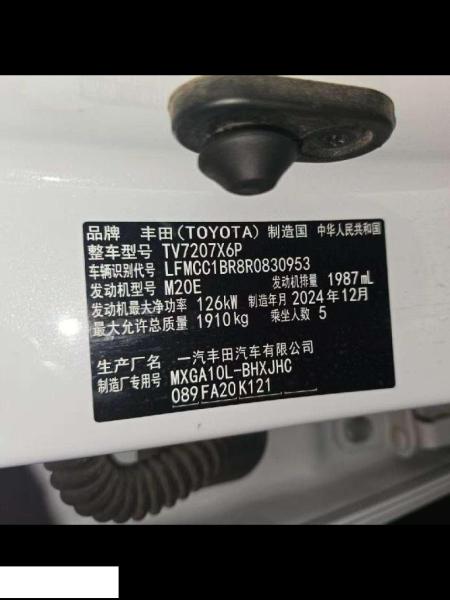 品牌 丰田(TOYOTA) 制造国 中华人民共和国
整车型号 TV7207X6P
车辆识别代号 LFMCC1BR8R0830953
发动机型号 M20E 发动机排量 1987mL
发动机最大净功率 126kW 制造年月 2024年12月
最大允许总质量 1910kg 乘坐人数 5
生产厂名 一汽丰田汽车有限公司
制造厂专用号 MXGA10L-BHXJHC
089FA20K121